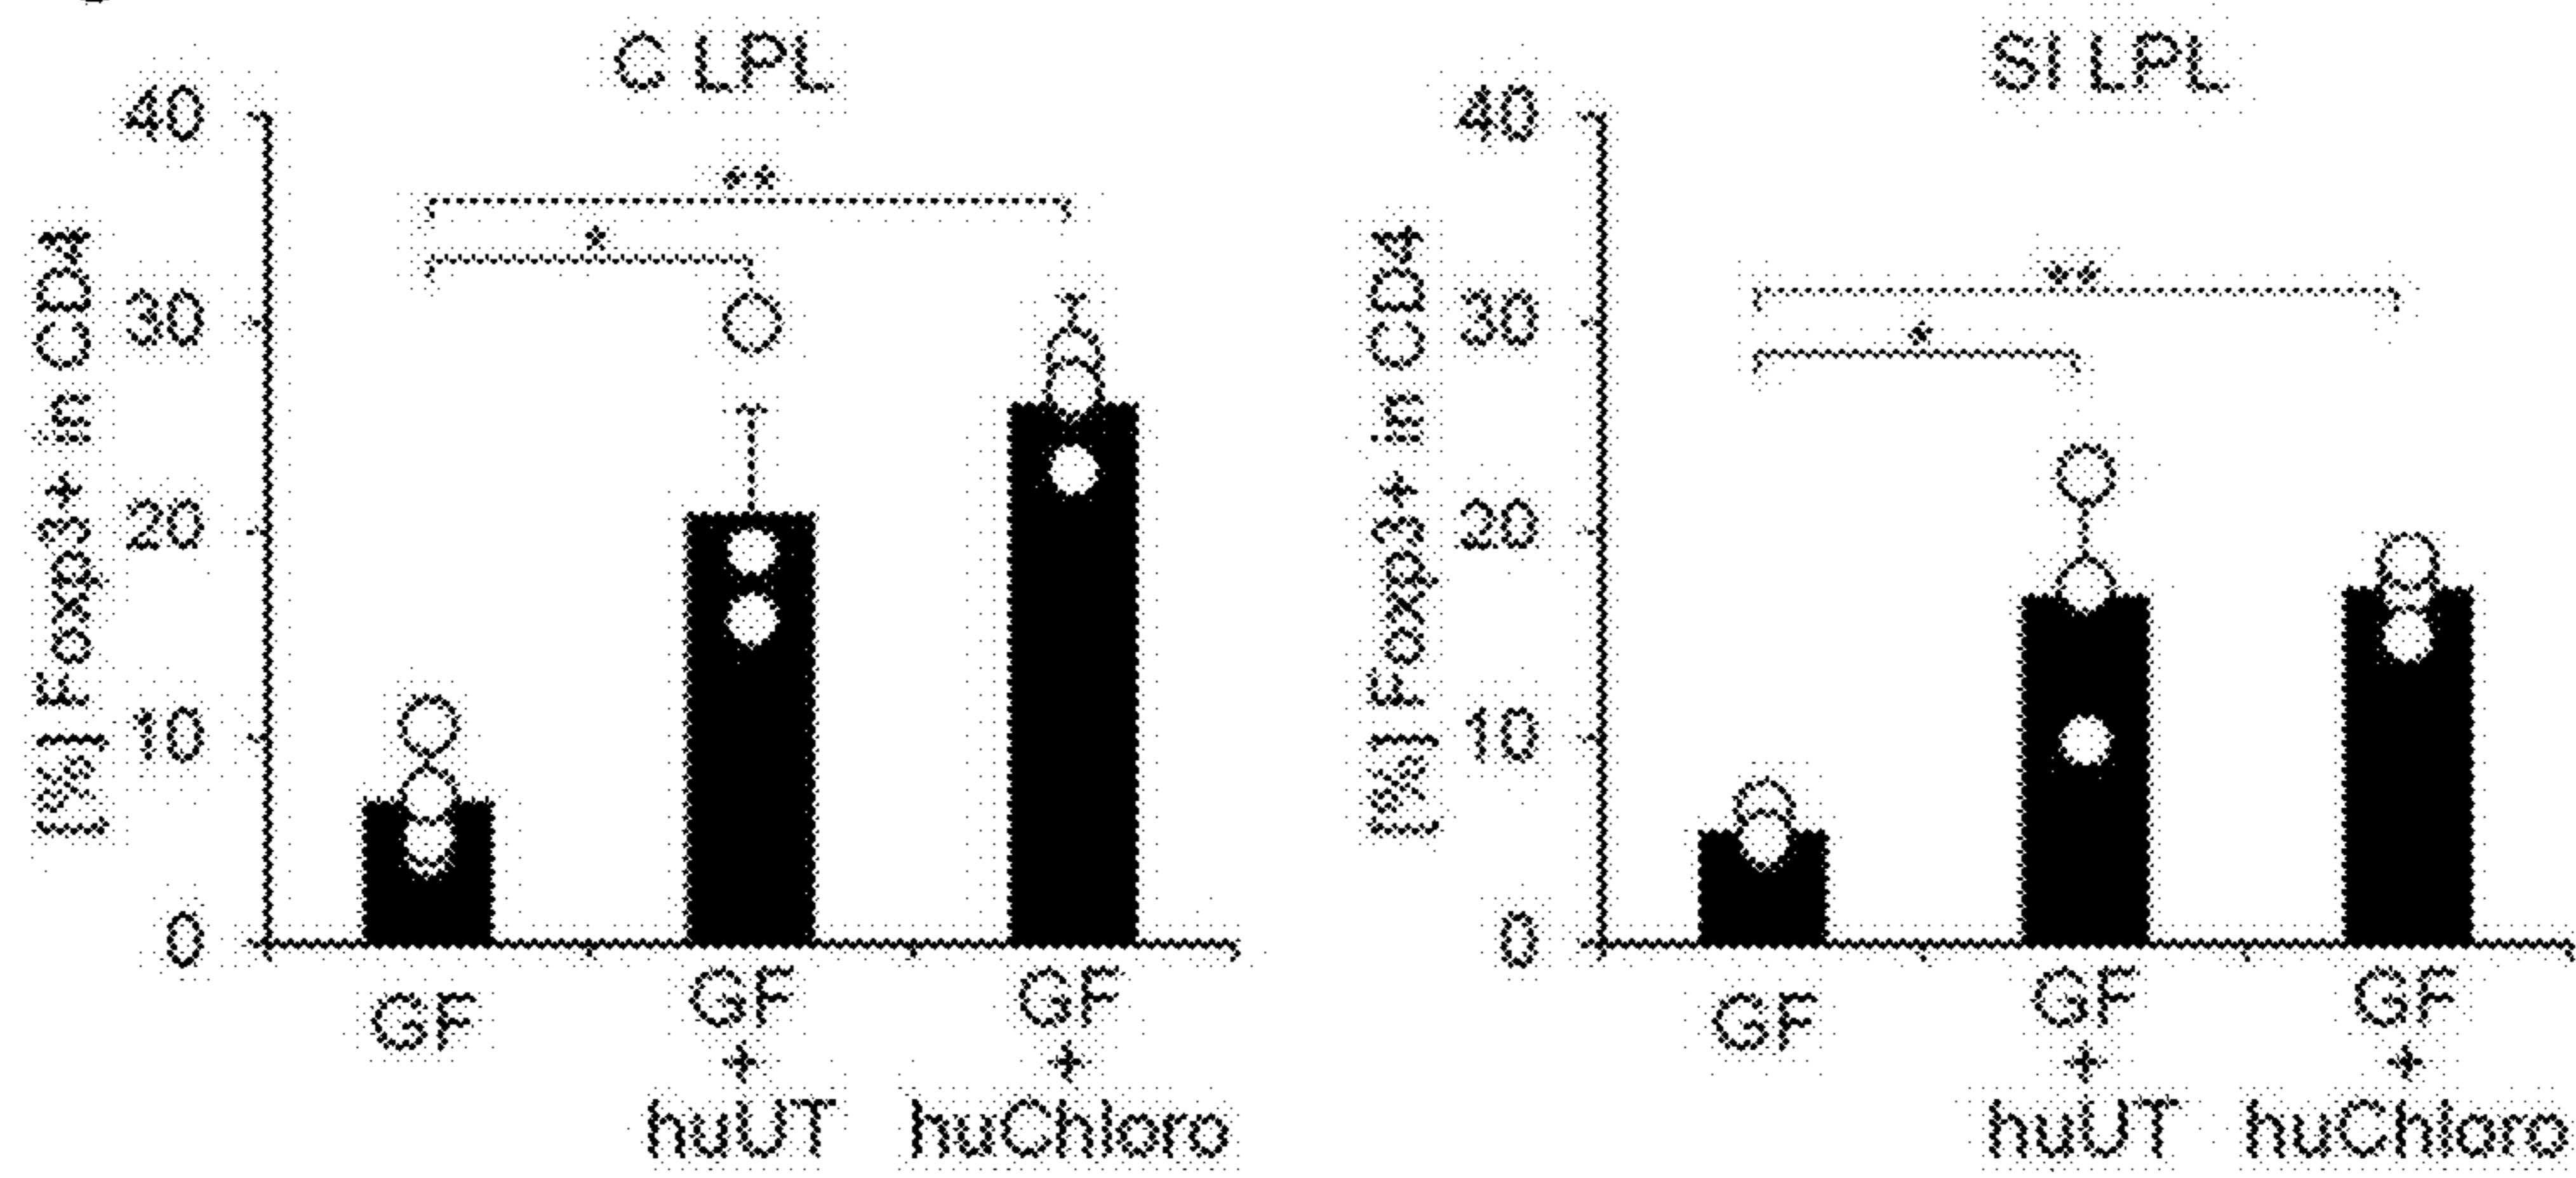 C LPL
[%] Foxp3+ in CD4
40
30
20
10
0
**
*
GF
GF
+
huUT
GF
+
huChloro
SI LPL
[%] Foxp3+ in CD4
40
30
20
10
0
**
*
GF
GF
+
huUT
GF
+
huChloro